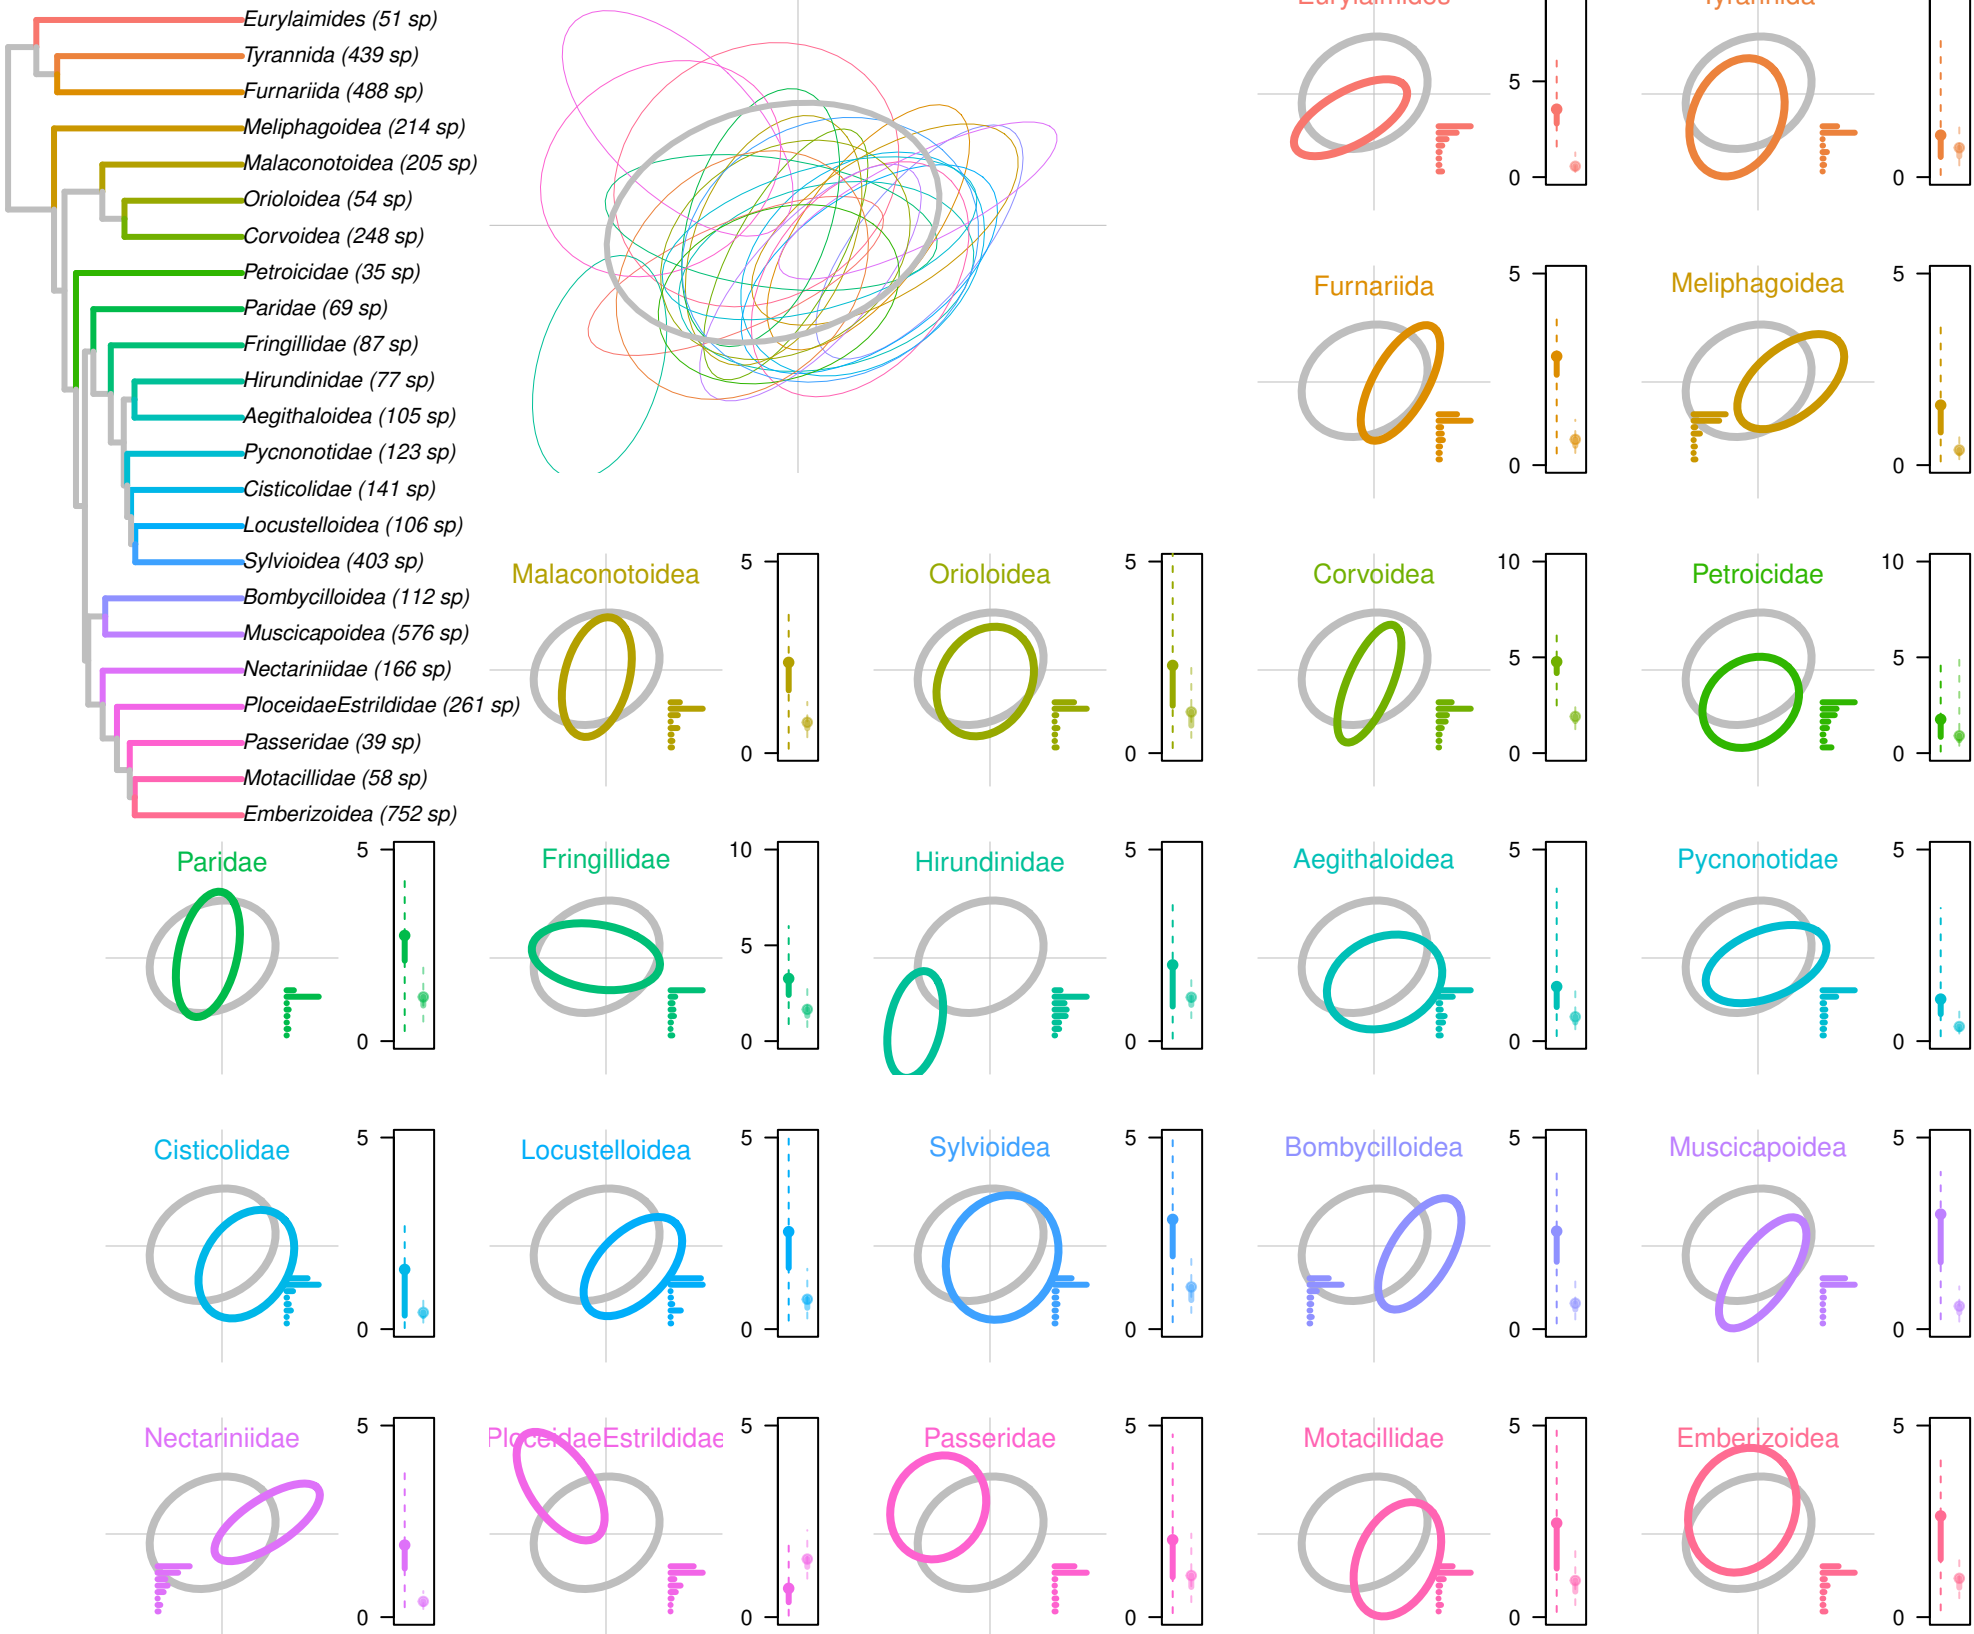 Eurylaimides (51 sp)
Tyrannida (439 sp)
Furnariida (488 sp)
Meliphagoidea (214 sp)
Malaconotoidea (205 sp)
Orioloidea (54 sp)
Corvoidea (248 sp)
Petroicidae (35 sp)
Paridae (69 sp)
Fringillidae (87 sp)
Hirundinidae (77 sp)
Aegithaloidea (105 sp)
Pycnonotidae (123 sp)
Cisticolidae (141 sp)
Locustelloidea (106 sp)
Sylvioidea (403 sp)
Bombycilloidea (112 sp)
Muscicapoidea (576 sp)
Nectariniidae (166 sp)
PloceidaeEstrildidae (261 sp)
Passeridae (39 sp)
Motacillidae (58 sp)
Emberizoidea (752 sp)
Eurylaimides
5
0
Tyrannida
0
Furnariida
5
0
Meliphagoidea
5
0
Malaconotoidea
5
0
Orioloidea
5
0
Corvoidea
10
5
0
Petroicidae
10
5
0
Paridae
5
0
Fringillidae
10
5
0
Hirundinidae
5
0
Aegithaloidea
5
0
Pycnonotidae
5
0
Cisticolidae
5
0
Locustelloidea
5
0
Sylvioidea
5
0
Bombycilloidea
5
0
Muscicapoidea
5
0
Nectariniidae
5
0
PloceidaeEstrildidae
5
0
Passeridae
5
0
Motacillidae
5
0
Emberizoidea
5
0